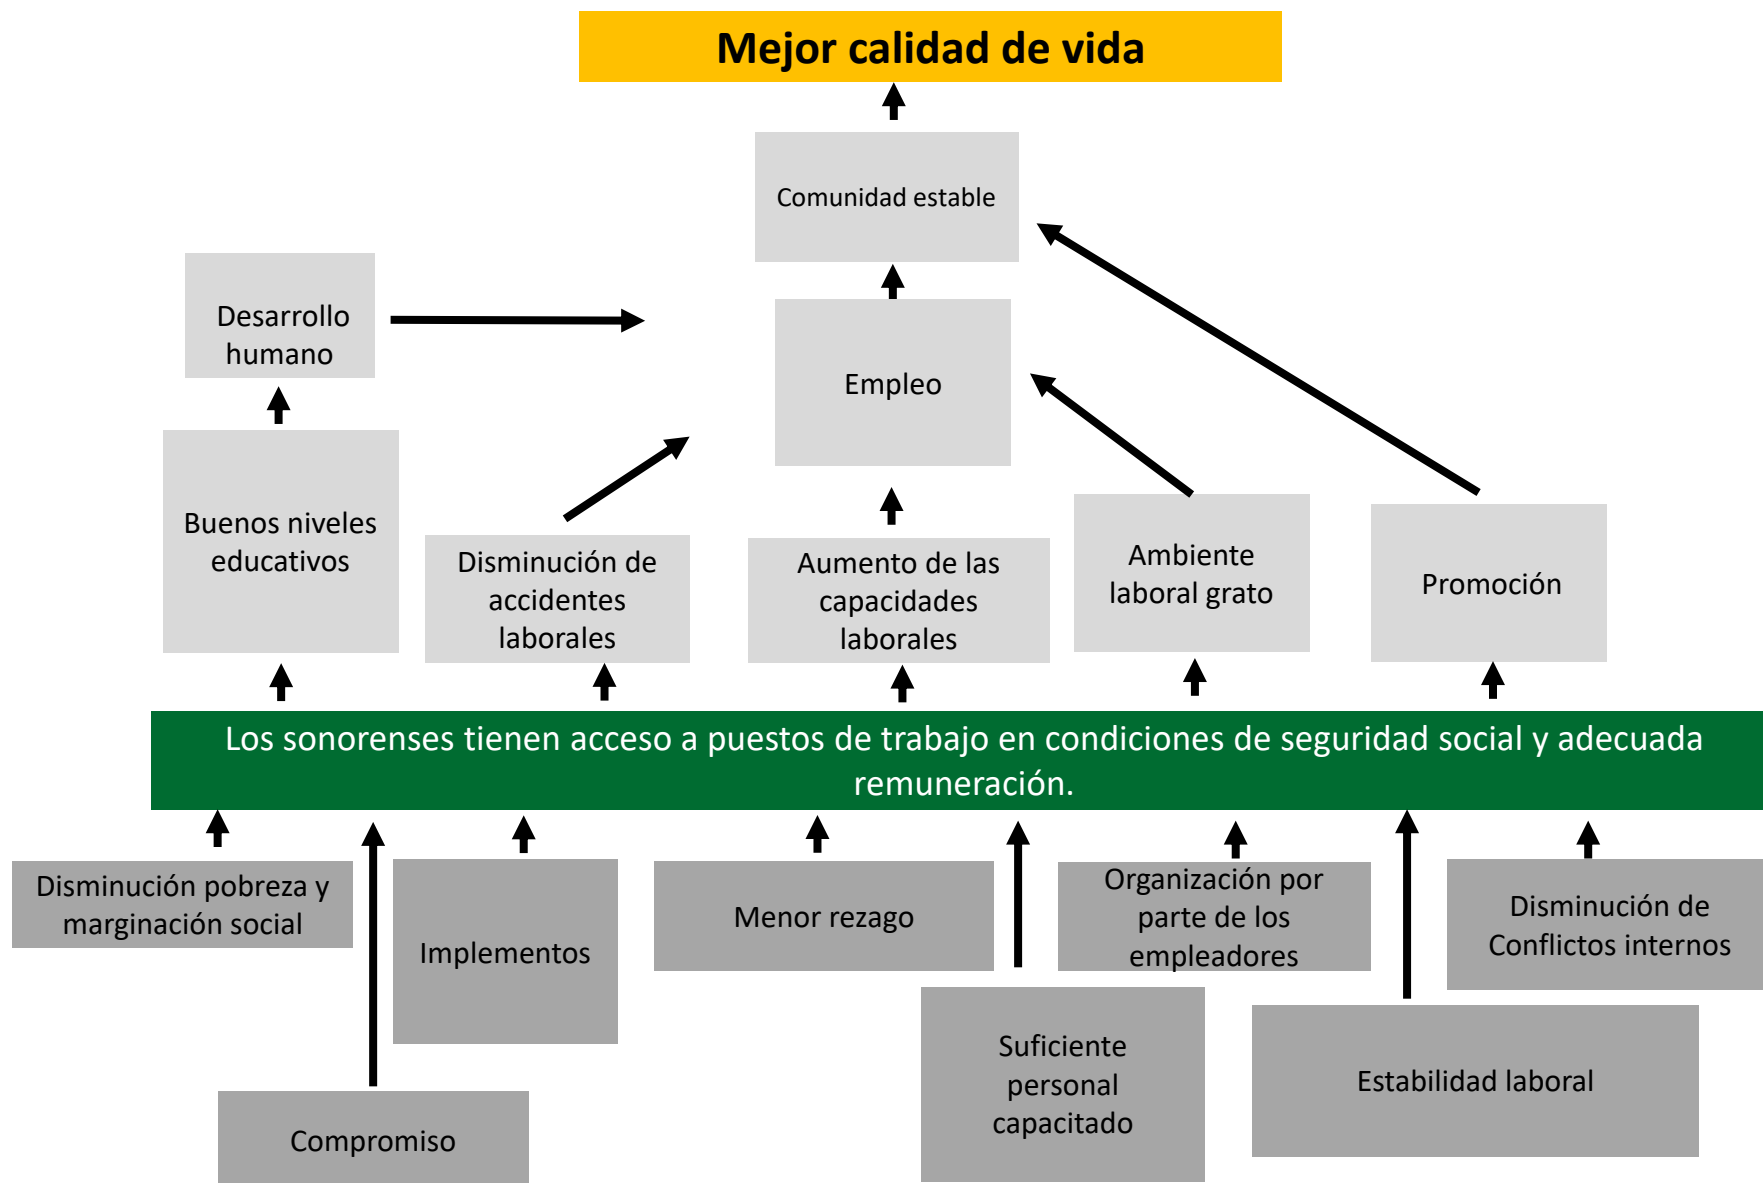 Mejor calidad de vida
Comunidad estable
Desarrollo
humano
Empleo
Buenos niveles
educativos
Disminución de
accidentes
laborales
Aumento de las
capacidades
laborales
Ambiente
laboral grato
Promoción
Los sonorenses tienen acceso a puestos de trabajo en condiciones de seguridad social y adecuada
remuneración.
Disminución pobreza y
marginación social
Implementos
Menor rezago
Organización por
parte de los
empleadores
Disminución de
Conflictos internos
Compromiso
Suficiente
personal
capacitado
Estabilidad laboral